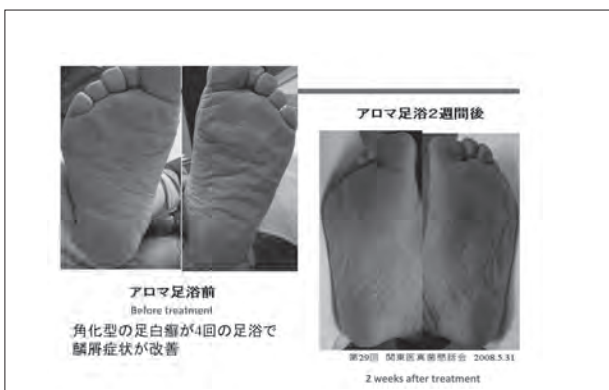 アロマ足浴前
Before treatment
角化型の足白癬が4回の足浴で
鱗屑症状が改善
アロマ足浴2週間後
第29回 関東医真菌懇話会 2008.5.31
2 weeks after treatment